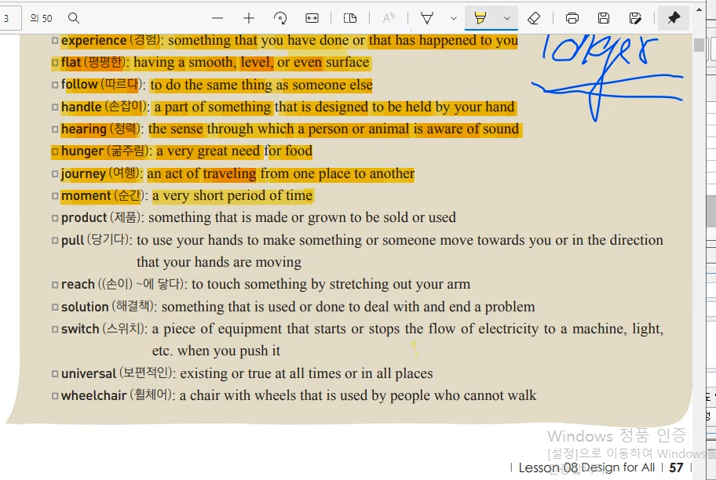 3 의 50
experience (경험): something that you have done or that has happened to you
flat (평평한): having a smooth, level, or even surface
follow (따르다): to do the same thing as someone else
handle (손잡이): a part of something that is designed to be held by your hand
hearing (청력): the sense through which a person or animal is aware of sound
hunger (굶주림): a very great need for food
journey (여행): an act of traveling from one place to another
moment (순간): a very short period of time
product (제품): something that is made or grown to be sold or used
pull (당기다): to use your hands to make something or someone move towards you or in the direction
that your hands are moving
reach ((손이) ~에 닿다): to touch something by stretching out your arm
solution (해결책): something that is used or done to deal with and end a problem
switch (스위치): a piece of equipment that starts or stops the flow of electricity to a machine, light,
etc. when you push it
universal (보편적인): existing or true at all times or in all places
wheelchair (휠체어): a chair with wheels that is used by people who cannot walk
Windows 정품 인증
[설정]으로 이동하여 Windows를
Lesson 08 Design for All 57